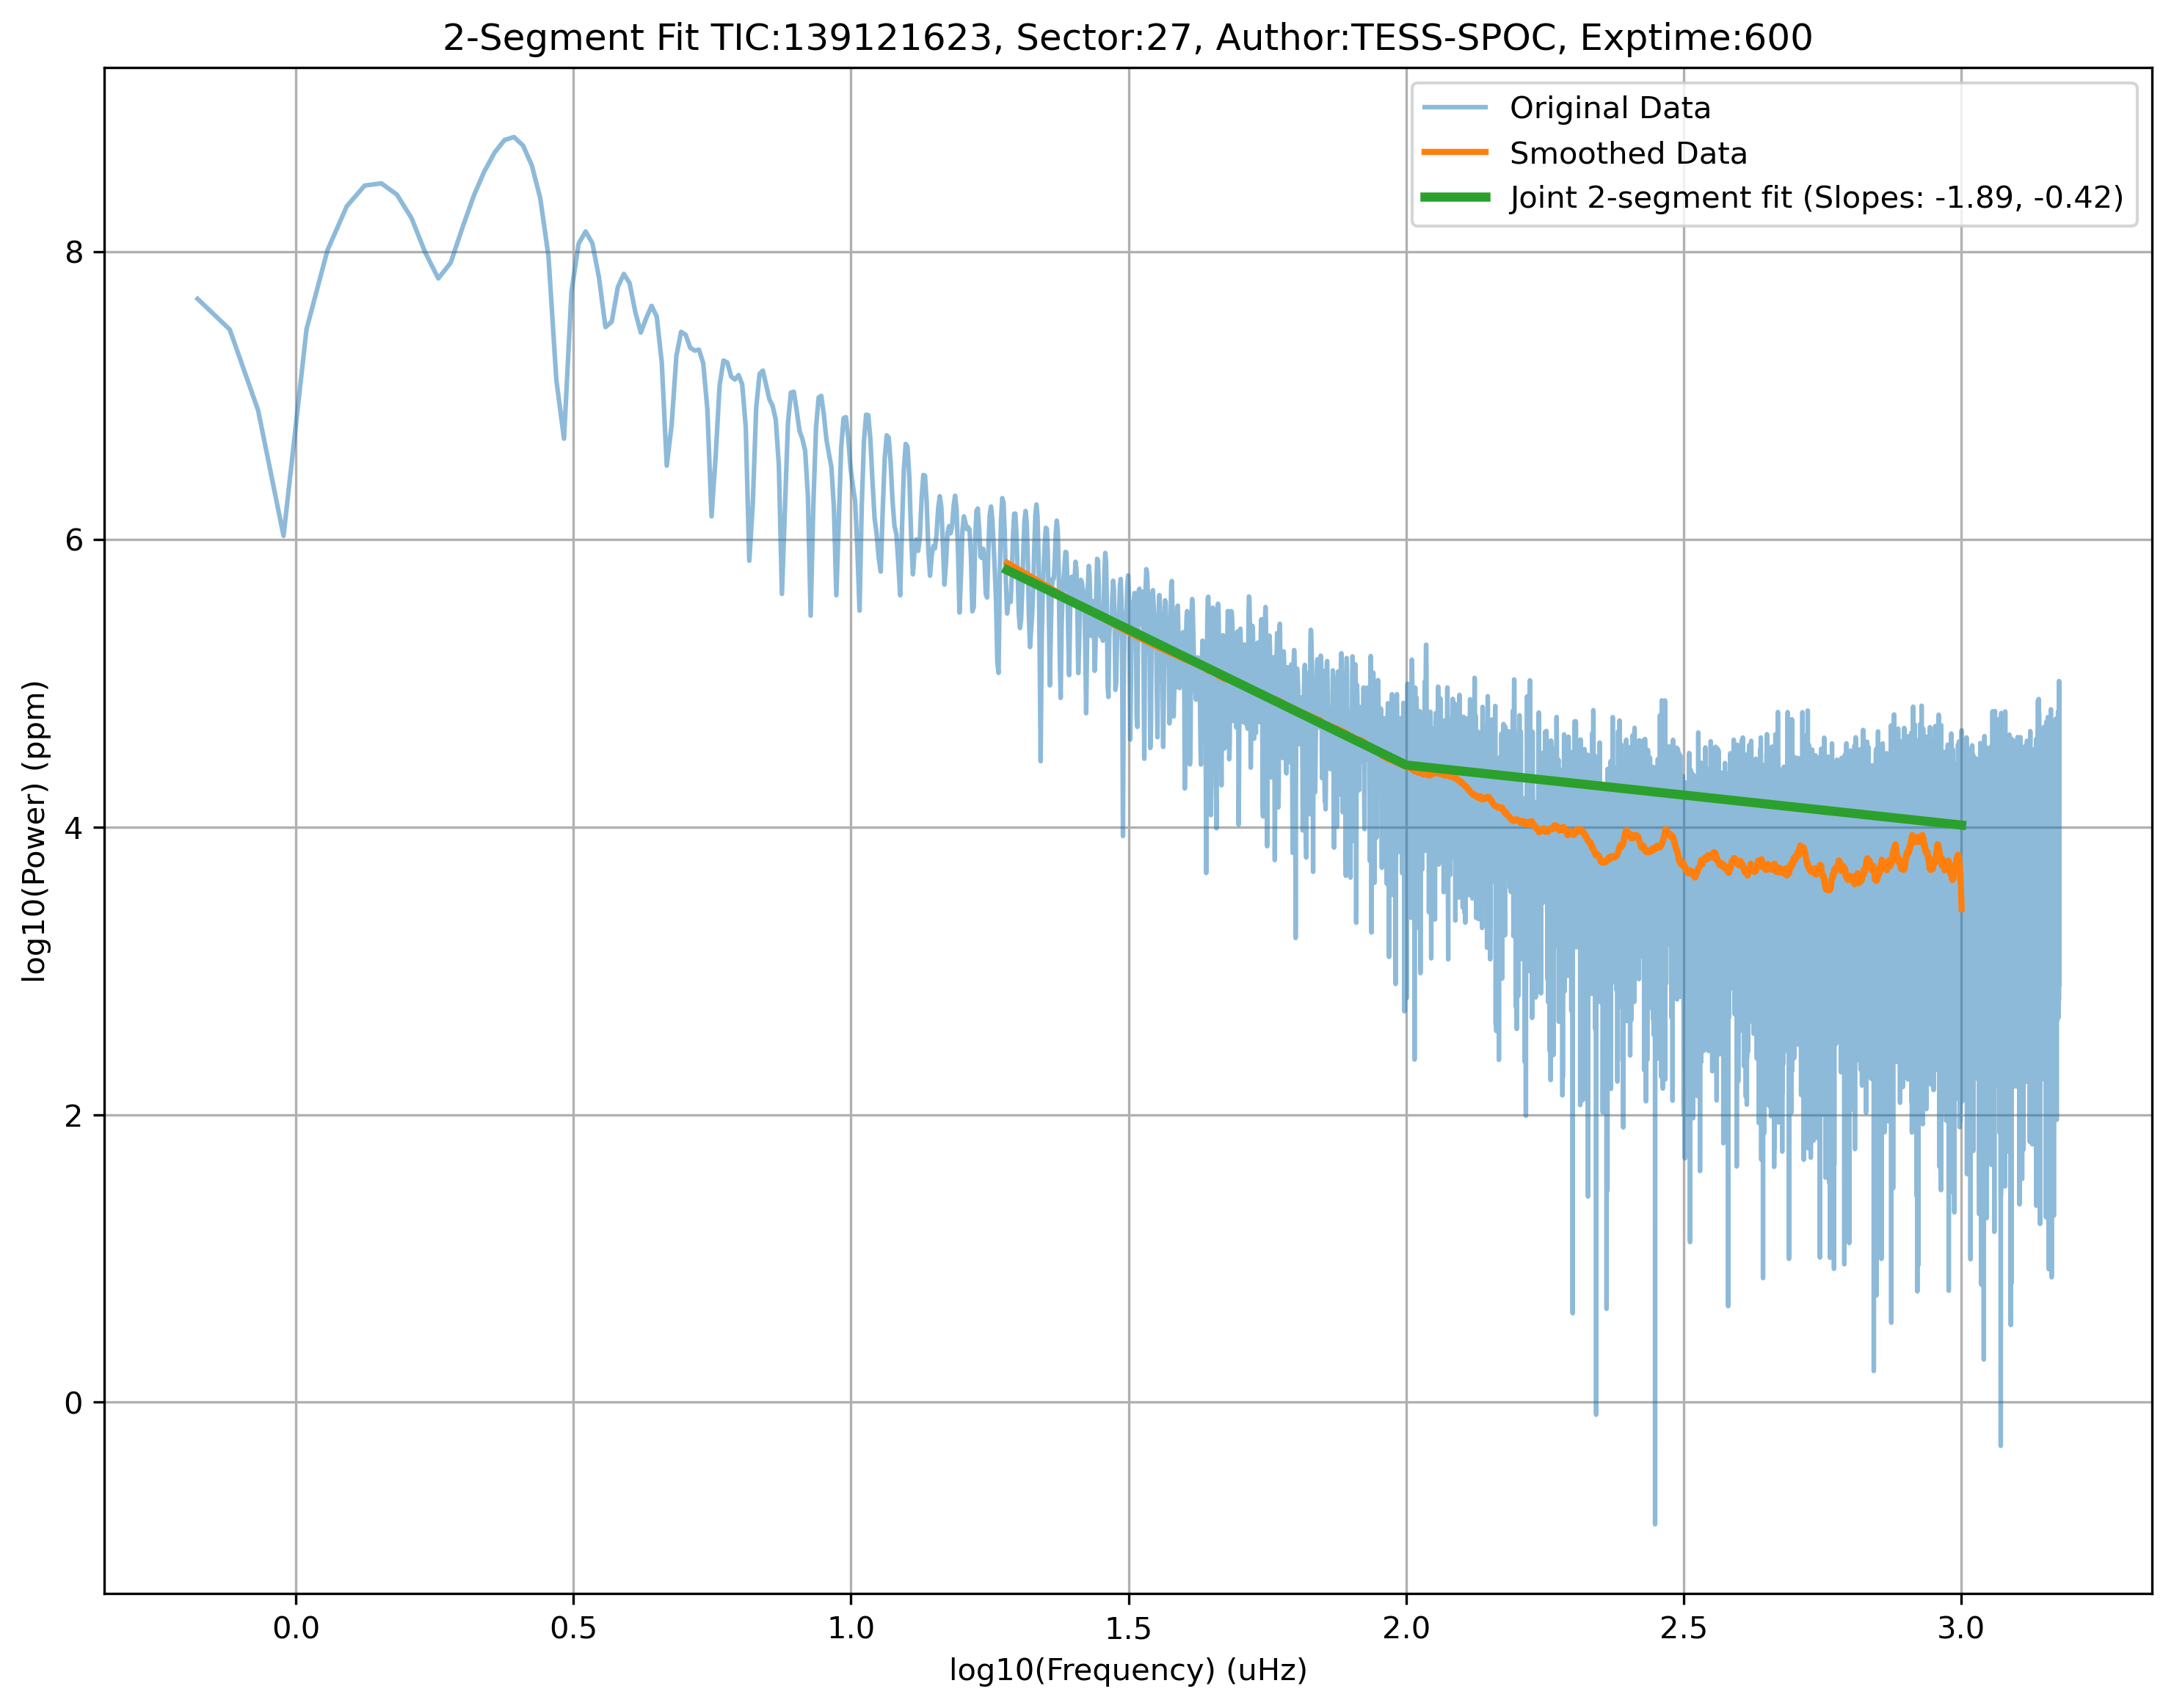 2-Segment Fit TIC:139121623, Sector:27, Author:TESS-SPOC, Exptime:600
Original Data
Smoothed Data
Joint 2-segment fit (Slopes: -1.89, -0.42)
log10(Power) (ppm)
8
6
4
2
0
0.0 0.5 1.0 1.5 2.0 2.5 3.0
log10(Frequency) (uHz)